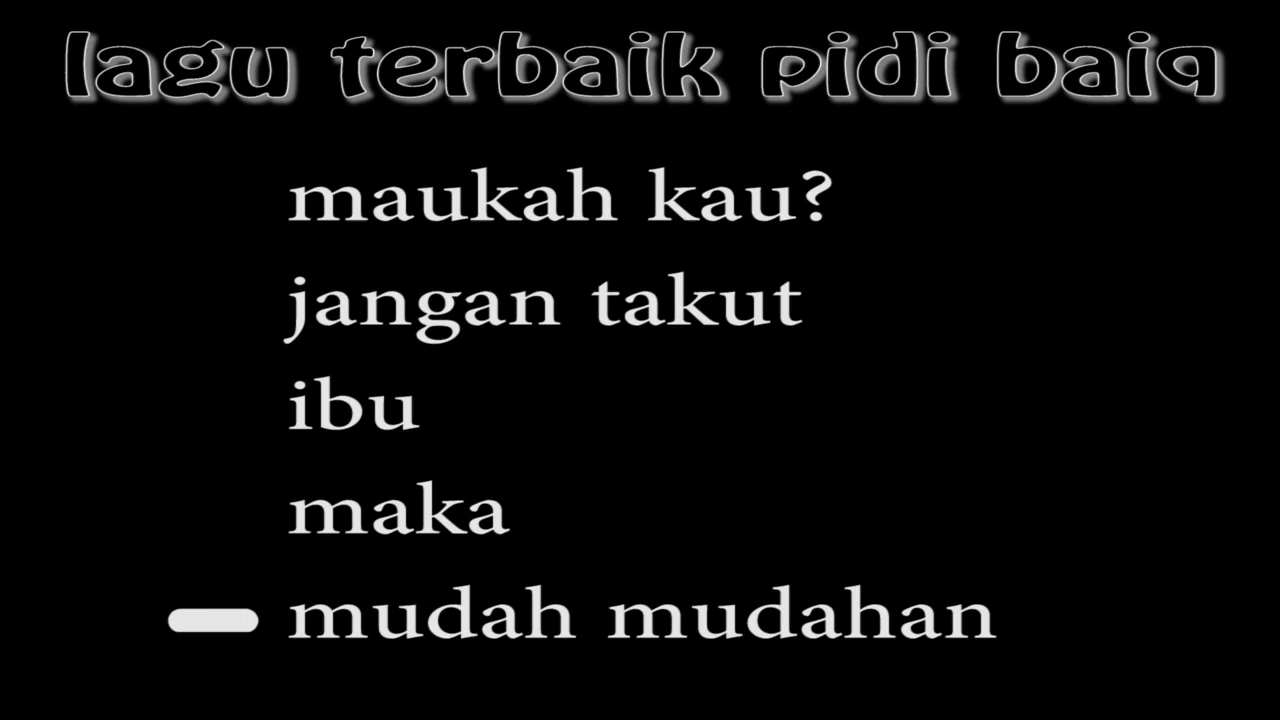 lagu terbaik pidi baiq
maukah kau?
jangan takut
ibu
maka
mudah mudahan